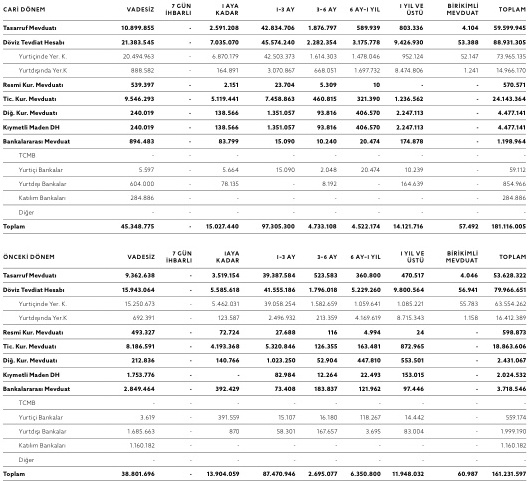 CARİ DÖNEM VADESİZ 7 GÜN İHBARLI 1 AYA KADAR 1-3 AY 3-6 AY 6 AY-1 YIL 1 YIL VE ÜSTÜ BİRİKİMLİ MEVDUAT TOPLAM
Tasarruf Mevduatı 10.899.855 - 2.591.208 42.834.706 1.876.797 589.939 803.336 4.104 59.599.945
Döviz Tevdiat Hesabı 21.383.545 - 7.035.070 45.574.240 2.282.354 3.175.778 9.426.930 53.388 88.931.305
Yurtiçinde Yer. K. 20.494.963 - 6.870.179 42.503.373 1.614.303 1.478.046 952.124 52.147 73.965.135
Yurtdışında Yer.K 888.582 - 164.891 3.070.867 668.051 1.697.732 8.474.806 1.241 14.966.170
Resmi Kur. Mevduatı 539.397 - 2.151 23.704 5.309 10 - - 570.571
Tic. Kur. Mevduatı 9.546.293 - 5.119.441 7.458.863 460.815 321.390 1.236.562 - 24.143.364
Diğ. Kur. Mevduatı 240.019 - 138.566 1.351.057 93.816 406.570 2.247.113 - 4.477.141
Kıymetli Maden DH 240.019 - 138.566 1.351.057 93.816 406.570 2.247.113 - 4.477.141
Bankalararası Mevduat 894.483 - 83.799 15.090 10.240 20.474 174.878 - 1.198.964
TCMB - - - - - - - - -
Yurtiçi Bankalar 5.597 - 5.664 15.090 2.048 20.474 10.239 - 59.112
Yurtdışı Bankalar 604.000 - 78.135 - 8.192 - 164.639 - 854.966
Katılım Bankaları 284.886 - - - - - - - 284.886
Diğer - - - - - - - - -
Toplam 45.348.775 - 15.027.440 97.305.300 4.733.108 4.522.174 14.121.716 57.492 181.116.005
ÖNCEKİ DÖNEM VADESİZ 7 GÜN İHBARLI 1AYA KADAR 1-3 AY 3-6 AY 6 AY-1 YIL 1 YIL VE ÜSTÜ BİRİKİMLİ MEVDUAT TOPLAM
Tasarruf Mevduatı 9.362.638 - 3.519.154 39.387.584 523.583 360.800 470.517 4.046 53.628.322
Döviz Tevdiat Hesabı 15.943.064 - 5.585.618 41.555.186 1.796.018 5.229.260 9.800.564 56.941 79.966.651
Yurtiçinde Yer. K. 15.250.673 - 5.462.031 39.058.254 1.582.659 1.059.641 1.085.221 55.783 63.554.262
Yurtdışında Yer.K 692.391 - 123.587 2.496.932 213.359 4.169.619 8.715.343 1.158 16.412.389
Resmi Kur. Mevduatı 493.327 - 72.724 27.688 116 4.994 24 - 598.873
Tic. Kur. Mevduatı 8.186.591 - 4.193.368 5.320.846 126.355 163.481 872.965 - 18.863.606
Diğ. Kur. Mevduatı 212.836 - 140.766 1.023.250 52.904 447.810 553.501 - 2.431.067
Kıymetli Maden DH 1.753.776 - - 82.984 12.264 22.493 153.015 - 2.024.532
Bankalararası Mevduat 2.849.464 - 392.429 73.408 183.837 121.962 97.446 - 3.718.546
TCMB - - - - - - - - -
Yurtiçi Bankalar 3.619 - 391.559 15.107 16.180 118.267 14.442 - 559.174
Yurtdışı Bankalar 1.685.663 - 870 58.301 167.657 3.695 83.004 - 1.999.190
Katılım Bankaları 1.160.182 - - - - - - - 1.160.182
Diğer - - - - - - - - -
Toplam 38.801.696 - 13.904.059 87.470.946 2.695.077 6.350.800 11.948.032 60.987 161.231.597